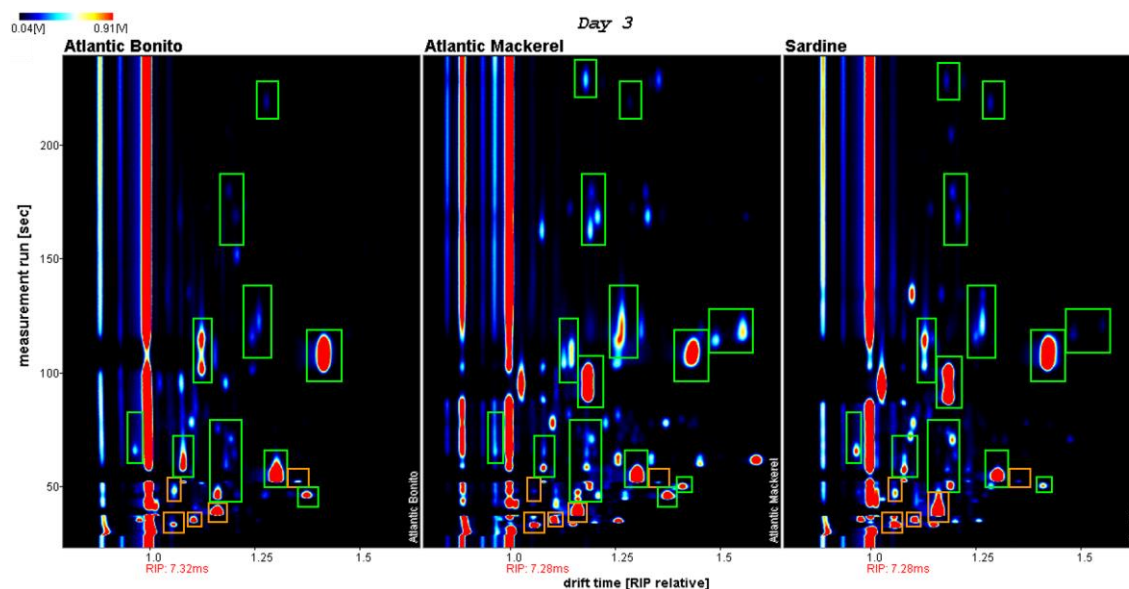 0.04[V] 0.91[V]
Day 3
Atlantic Bonito Atlantic Mackerel Sardine
measurement run [sec]
200
150
100
50
Atlantic Bonito
Atlantic Mackerel
1.0 1.25 1.5 1.0 1.25 1.5 1.0 1.25 1.5
RIP: 7.32ms RIP: 7.28ms RIP: 7.28ms
drift time [RIP relative]